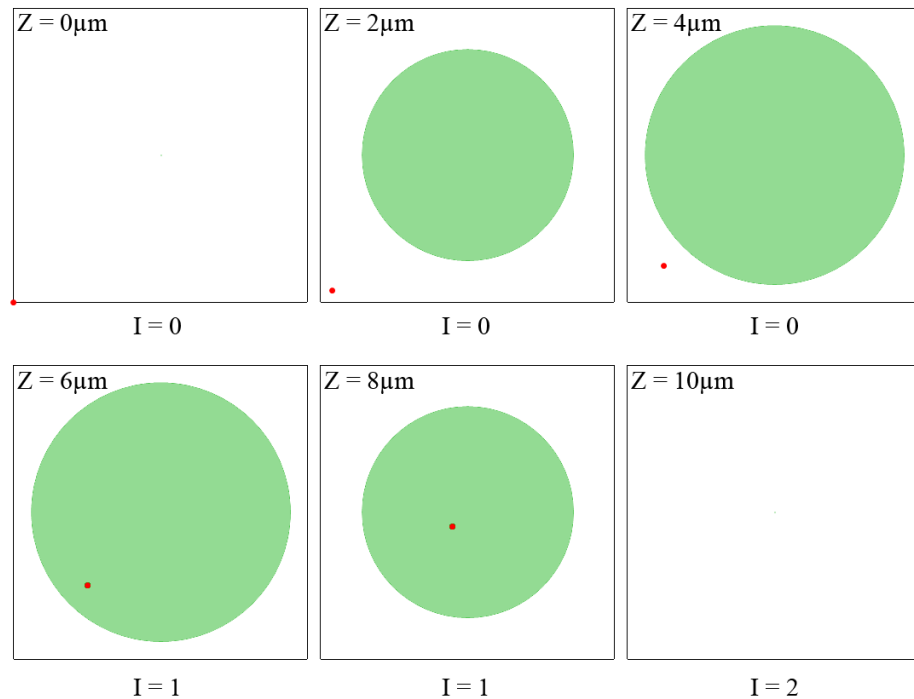 Z = 0µm
Z = 2µm
Z = 4µm
I = 0
I = 0
I = 0
Z = 6µm
Z = 8µm
Z = 10µm
I = 1
I = 1
I = 2